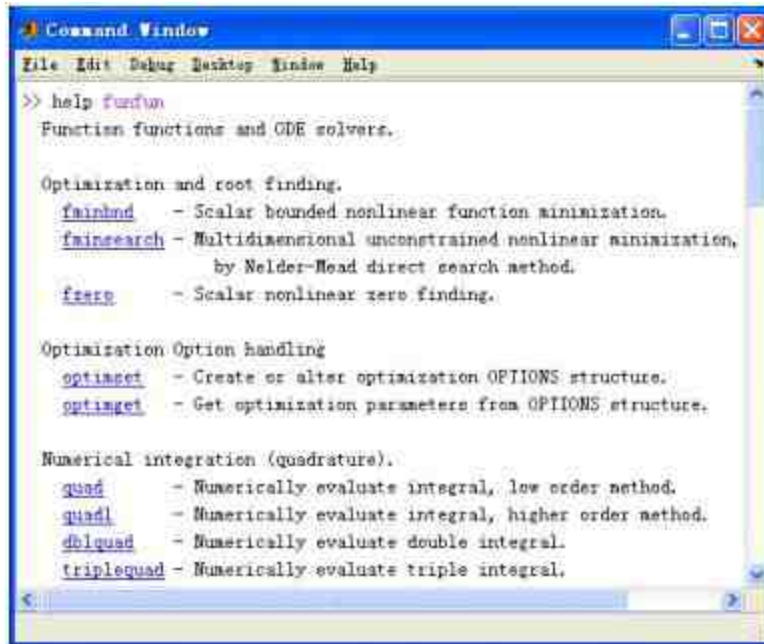 Command Window
File Edit Debug Desktop Window Help
>> help funfun
Function functions and ODE solvers.
Optimization and root finding.
fminbnd - Scalar bounded nonlinear function minimization.
fminsearch - Multidimensional unconstrained nonlinear minimization,
by Nelder-Mead direct search method.
fzero - Scalar nonlinear zero finding.
Optimization Option handling
optimset - Create or alter optimization OPTIONS structure.
optimget - Get optimization parameters from OPTIONS structure.
Numerical integration (quadrature).
quad - Numerically evaluate integral, low order method.
quadl - Numerically evaluate integral, higher order method.
dblquad - Numerically evaluate double integral.
triplequad - Numerically evaluate triple integral.